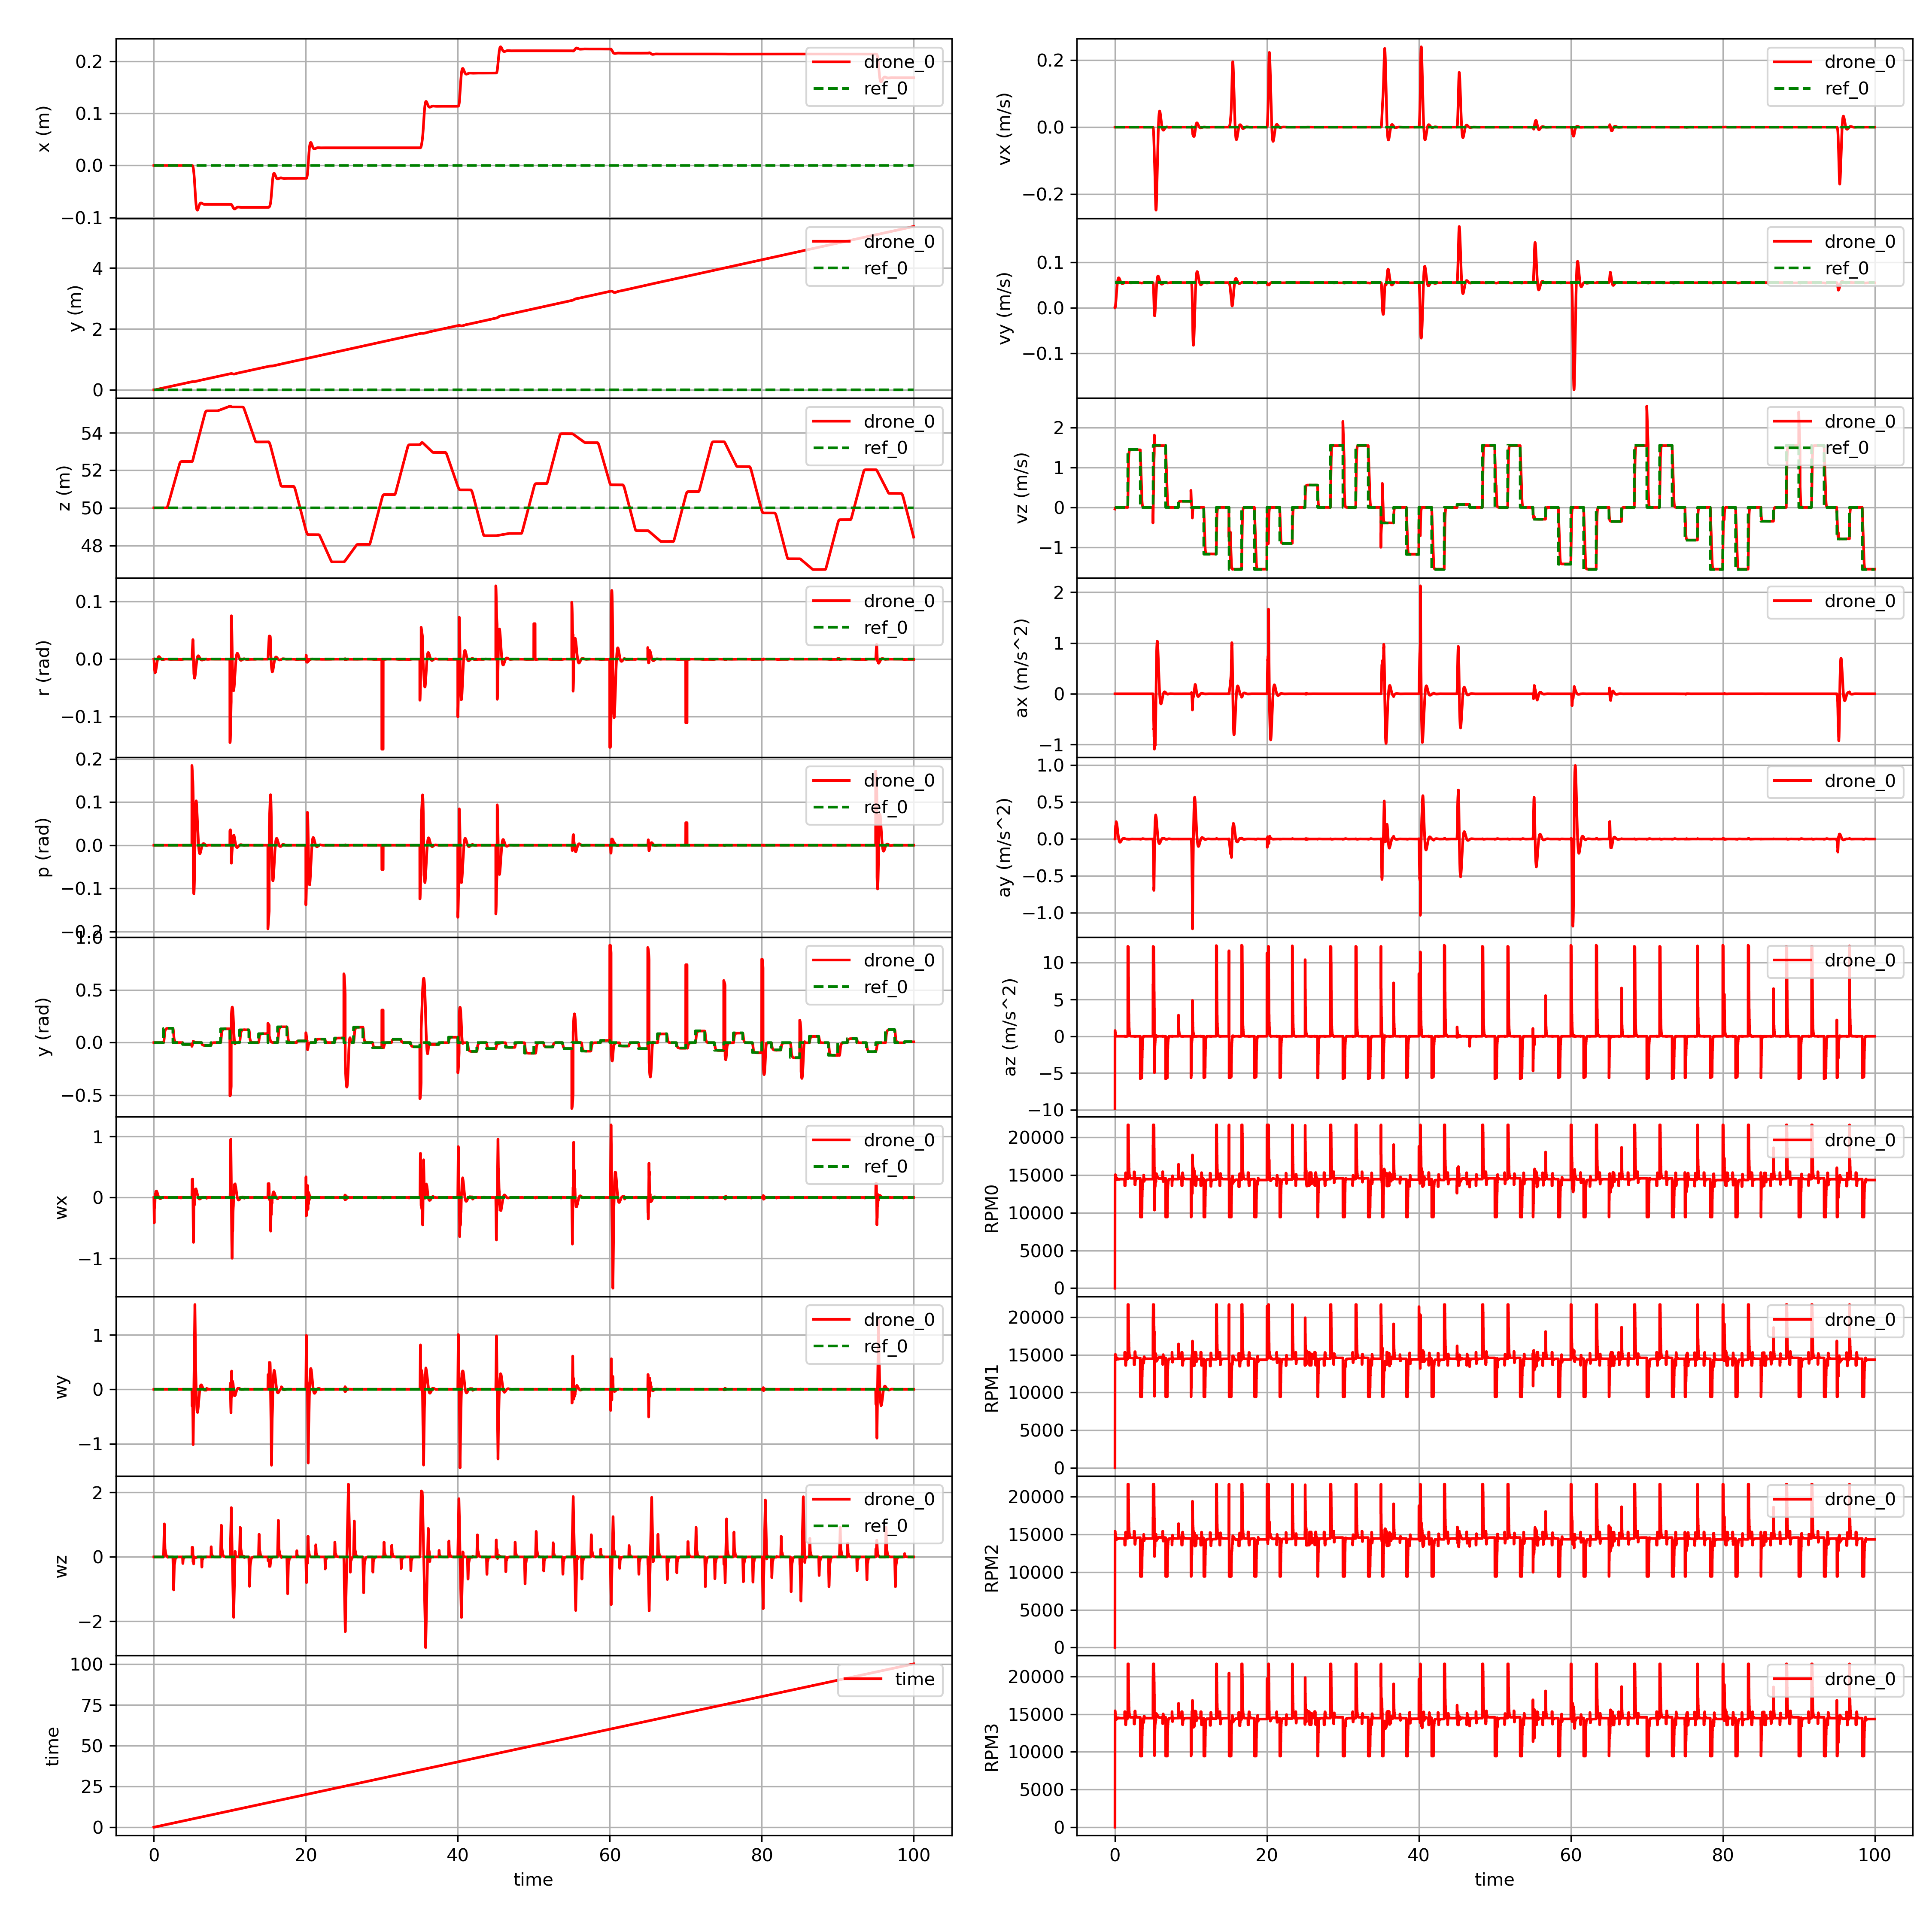 x (m)
0.2
0.1
0.0
−0.1
drone_0
ref_0
y (m)
4
2
0
drone_0
ref_0
z (m)
54
52
50
48
drone_0
ref_0
r (rad)
0.1
0.0
−0.1
drone_0
ref_0
p (rad)
0.2
0.1
0.0
−0.1
−0.2
drone_0
ref_0
y (rad)
1.0
0.5
0.0
−0.5
drone_0
ref_0
wx
1
0
−1
drone_0
ref_0
wy
1
0
−1
drone_0
ref_0
wz
2
0
−2
drone_0
ref_0
time
100
75
50
25
0
time
0 20 40 60 80 100
time
vx (m/s)
0.2
0.0
−0.2
drone_0
ref_0
vy (m/s)
0.1
0.0
−0.1
drone_0
ref_0
vz (m/s)
2
1
0
−1
drone_0
ref_0
ax (m/s^2)
2
1
0
−1
drone_0
ay (m/s^2)
1.0
0.5
0.0
−0.5
−1.0
drone_0
az (m/s^2)
10
5
0
−5
−10
drone_0
RPM0
20000
15000
10000
5000
0
drone_0
RPM1
20000
15000
10000
5000
0
drone_0
RPM2
20000
15000
10000
5000
0
drone_0
RPM3
20000
15000
10000
5000
0
drone_0
0 20 40 60 80 100
time